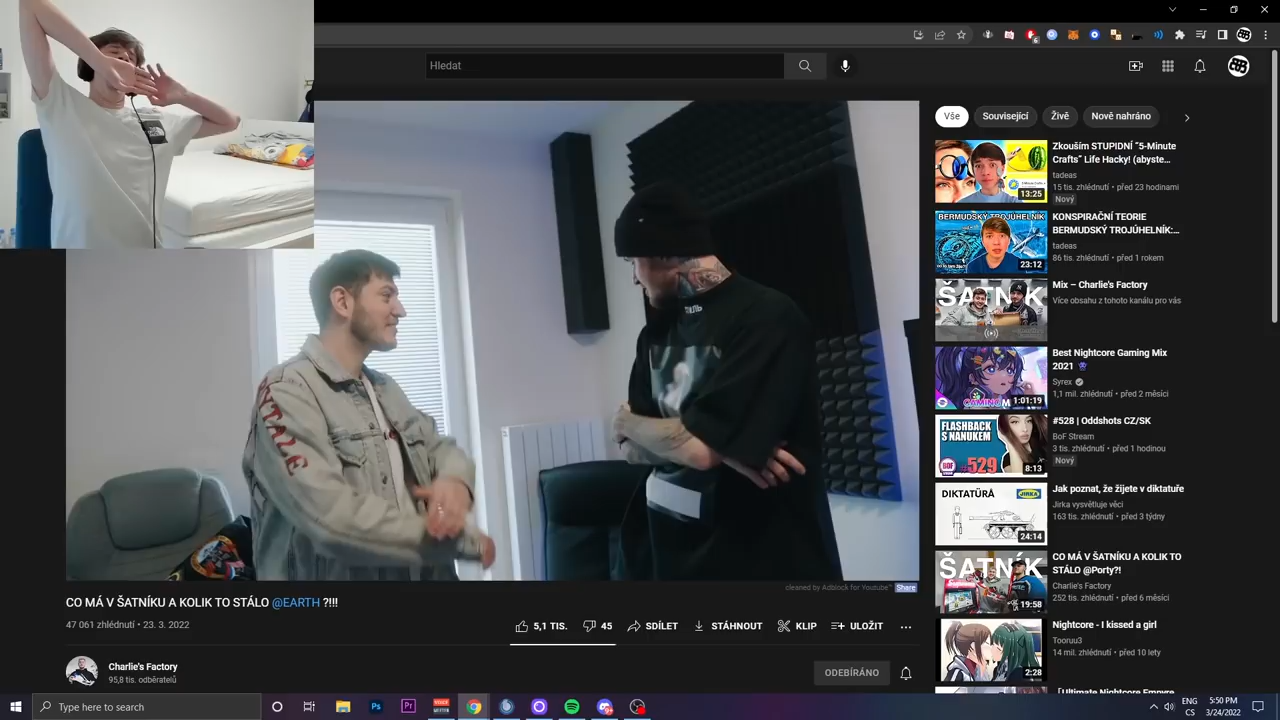 Hledat
Vše
Související
Živě
Nově nahráno
BERMUDSKÝ TROJÚHELNÍK
13:25
Zkouším STUPIDNÍ "5-Minute
Crafts" Life Hacky! (abyste...
tadeas
15 tis. zhlédnutí • před 23 hodinami
Nový
23:12
KONSPIRAČNÍ TEORIE
BERMUDSKÝ TROJÚHELNÍK:...
tadeas
86 tis. zhlédnutí • před 1 rokem
Mix – Charlie's Factory
Více obsahu z tohoto kanálu pro vás
1:01:19
Best Nightcore Gaming Mix
2021
Syrex
1,1 mil. zhlédnutí • před 2 měsíci
FLASHBACK
S NANUKEM
#529
8:13
#528 | Oddshots CZ/SK
BoF Stream
3 tis. zhlédnutí • před 1 hodinou
Nový
DIKTATŮRÁ
JIRKA
24:14
Jak poznat, že žijete v diktatuře
Jirka vysvětluje věci
163 tis. zhlédnutí • před 3 týdny
ŠATNÍK
19:58
CO MÁ V ŠATNÍKU A KOLIK TO
STÁLO @Porty?!
Charlie's Factory
252 tis. zhlédnutí • před 6 měsíci
2:28
Nightcore - I kissed a girl
Tooruu3
14 mil. zhlédnutí • před 10 lety
cleaned by Adblock for Youtube™ Share
CO MÁ V ŠATNÍKU A KOLIK TO STÁLO @EARTH ?!!!
47 061 zhlédnutí • 23. 3. 2022
5,1 TIS.
45
SDÍLET
STÁHNOUT
KLIP
ULOŽIT
Charlie's Factory
95,8 tis. odběratelů
ODEBÍRÁNO
Type here to search
ENG
CS
5:50 PM
3/24/2022